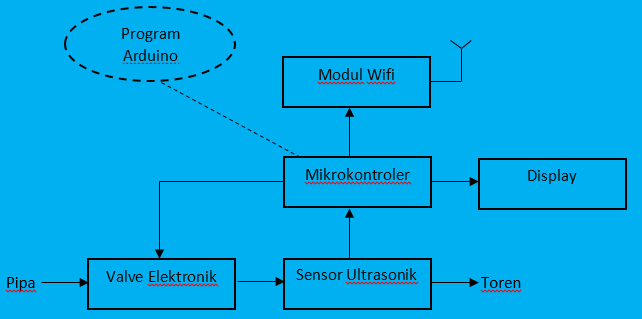 Program
Arduino
Modul Wifi
Mikrokontroler
Display
Pipa
Valve Elektronik
Sensor Ultrasonik
Toren